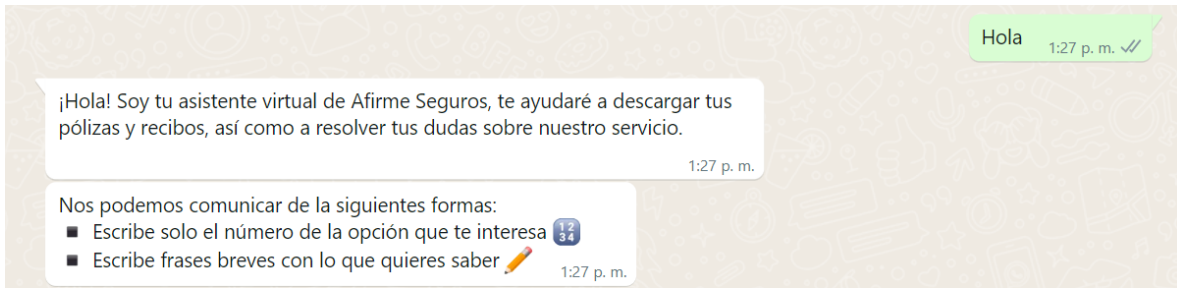 Hola
1:27 p. m.
¡Hola! Soy tu asistente virtual de Afirme Seguros, te ayudaré a descargar tus
pólizas y recibos, así como a resolver tus dudas sobre nuestro servicio.
1:27 p. m.
Nos podemos comunicar de la siguientes formas:
▪ Escribe solo el número de la opción que te interesa 🔢
▪ Escribe frases breves con lo que quieres saber ✏️
1:27 p. m.